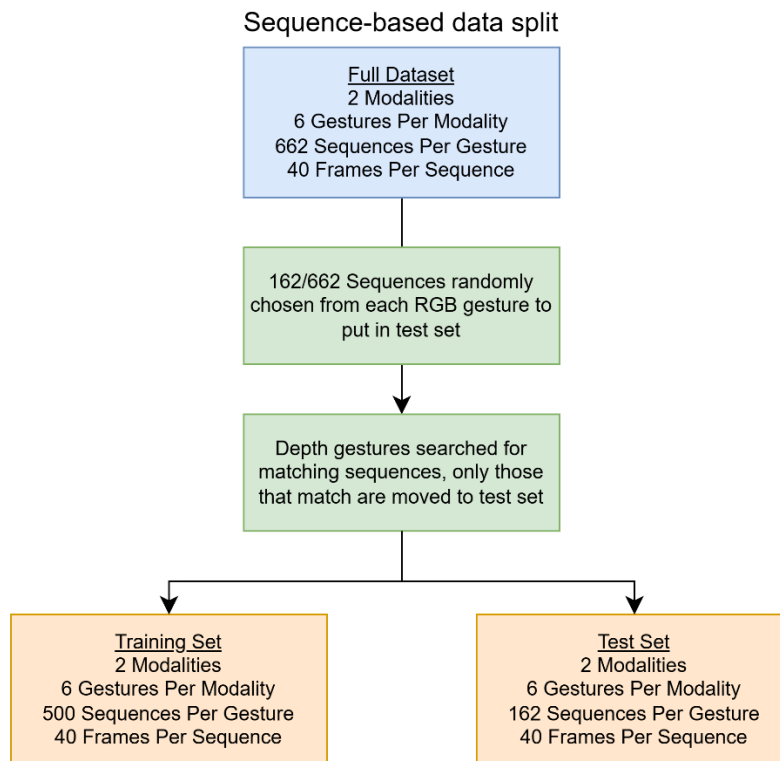 Sequence-based data split
Full Dataset
2 Modalities
6 Gestures Per Modality
662 Sequences Per Gesture
40 Frames Per Sequence
162/662 Sequences randomly
chosen from each RGB gesture to
put in test set
Depth gestures searched for
matching sequences, only those
that match are moved to test set
Training Set
2 Modalities
6 Gestures Per Modality
500 Sequences Per Gesture
40 Frames Per Sequence
Test Set
2 Modalities
6 Gestures Per Modality
162 Sequences Per Gesture
40 Frames Per Sequence